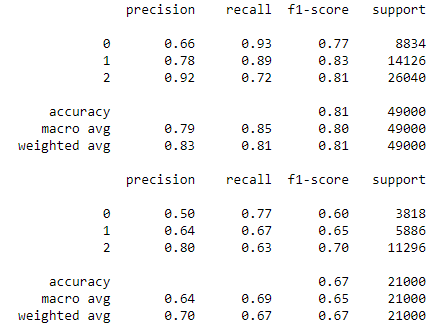 precision recall f1-score support
0 0.66 0.93 0.77 8834
1 0.78 0.89 0.83 14126
2 0.92 0.72 0.81 26040
accuracy 0.81 49000
macro avg 0.79 0.85 0.80 49000
weighted avg 0.83 0.81 0.81 49000
precision recall f1-score support
0 0.50 0.77 0.60 3818
1 0.64 0.67 0.65 5886
2 0.80 0.63 0.70 11296
accuracy 0.67 21000
macro avg 0.64 0.69 0.65 21000
weighted avg 0.70 0.67 0.67 21000